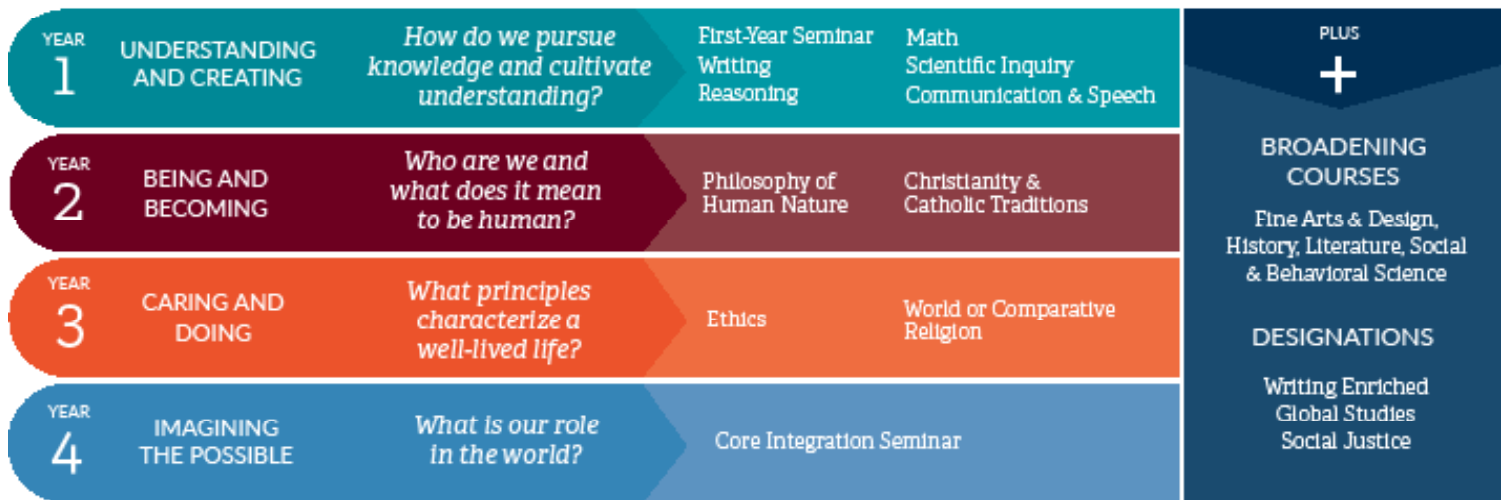 YEAR
1
UNDERSTANDING
AND CREATING
How do we pursue
knowledge and cultivate
understanding?
First-Year Seminar
Writing
Reasoning
Math
Scientific Inquiry
Communication & Speech
YEAR
2
BEING AND
BECOMING
Who are we and
what does it mean
to be human?
Philosophy of
Human Nature
Christianity &
Catholic Traditions
YEAR
3
CARING AND
DOING
What principles
characterize a
well-lived life?
Ethics
World or Comparative
Religion
YEAR
4
IMAGINING
THE POSSIBLE
What is our role
in the world?
Core Integration Seminar
PLUS
+
BROADENING
COURSES
Fine Arts & Design,
History, Literature, Social
& Behavioral Science
DESIGNATIONS
Writing Enriched
Global Studies
Social Justice